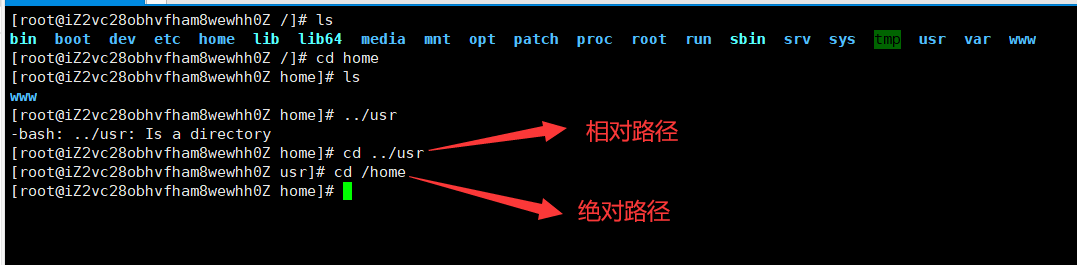 [root@iZ2vc28obhvfham8wewhh0Z /]# ls
bin boot dev etc home lib lib64 media mnt opt patch proc root run sbin srv sys tmp usr var www
[root@iZ2vc28obhvfham8wewhh0Z /]# cd home
[root@iZ2vc28obhvfham8wewhh0Z home]# ls
www
[root@iZ2vc28obhvfham8wewhh0Z home]# ../usr
-bash: ../usr: Is a directory
[root@iZ2vc28obhvfham8wewhh0Z home]# cd ../usr
相对路径
[root@iZ2vc28obhvfham8wewhh0Z usr]# cd /home
[root@iZ2vc28obhvfham8wewhh0Z home]#
绝对路径